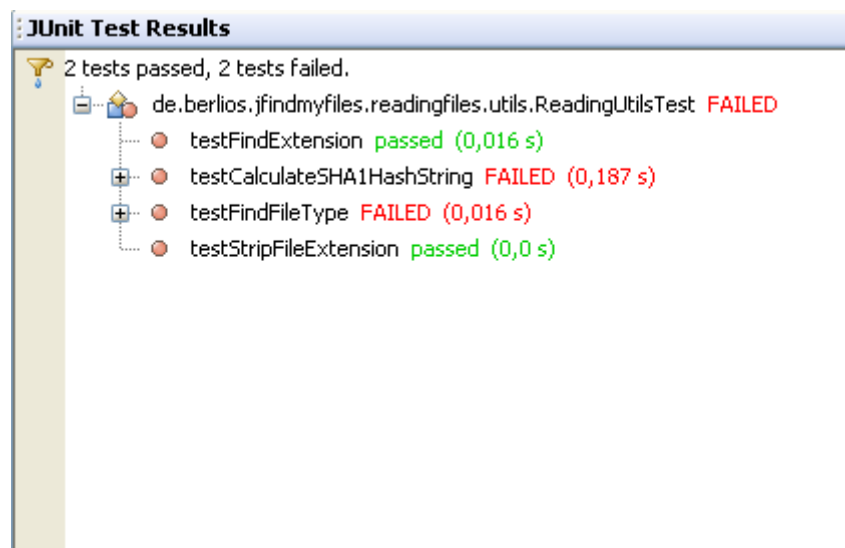 JUnit Test Results
2 tests passed, 2 tests failed.
de.berlios.jfindmyfiles.readingfiles.utils.ReadingUtilsTest FAILED
testFindExtension passed (0,016 s)
testCalculateSHA1HashString FAILED (0,187 s)
testFindFileType FAILED (0,016 s)
testStripFileExtension passed (0,0 s)